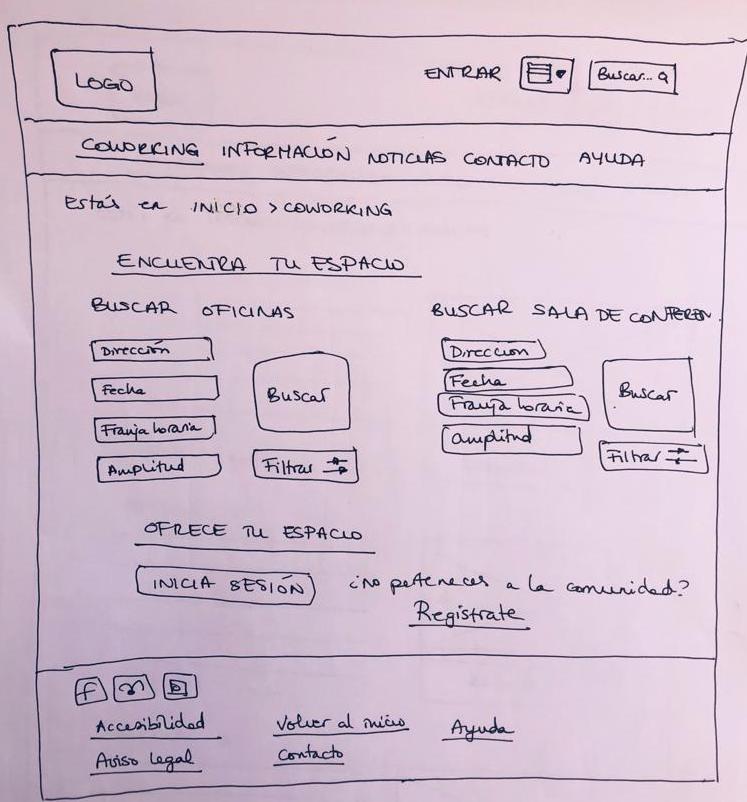 LOGO
ENTRAR
Buscar...
COWORKING INFORMACIÓN NOTICIAS CONTACTO AYUDA
Estás en INICIO > COWORKING
ENCUENTRA TU ESPACIO
BUSCAR OFICINAS
Dirección
Fecha
Franja horaria
Amplitud
Buscar
Filtrar
BUSCAR SALA DE CONFEREN.
Dirección
Fecha
Franja horaria
amplitud
Buscar
Filtrar
OFRECE TU ESPACIO
INICIA SESIÓN
¿no perteneces a la comunidad?
Registrate
f
Accesibilidad
Aviso legal
Volver al inicio
Contacto
Ayuda